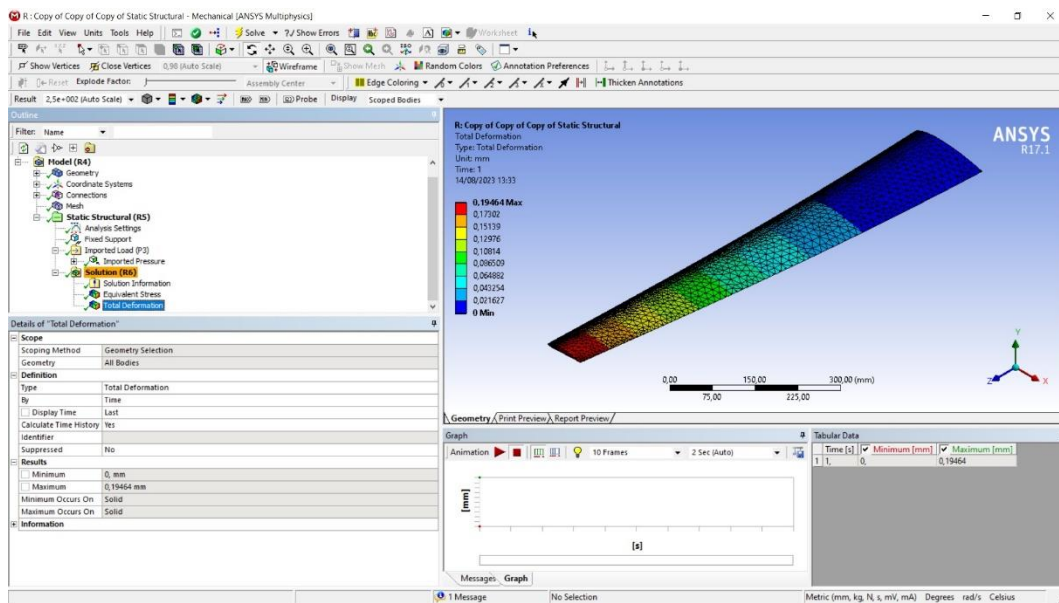 R : Copy of Copy of Copy of Static Structural - Mechanical [ANSYS Multiphysics]
File Edit View Units Tools Help Solve ?/ Show Errors Worksheet
Show Vertices Close Vertices 0,98 (Auto Scale) Wireframe Show Mesh Random Colors Annotation Preferences
Reset Explode Factor: Assembly Center Edge Coloring Thicken Annotations
Result 2,5e+002 (Auto Scale) Probe Display Scoped Bodies
Outline
Filter: Name
Model (R4)
Geometry
Coordinate Systems
Connections
Mesh
Static Structural (R5)
Analysis Settings
Fixed Support
Imported Load (P3)
Imported Pressure
Solution (R6)
Solution Information
Equivalent Stress
Total Deformation
Details of "Total Deformation"
Scope
Scoping Method Geometry Selection
Geometry All Bodies
Definition
Type Total Deformation
By Time
Display Time Last
Calculate Time History Yes
Identifier
Suppressed No
Results
Minimum 0, mm
Maximum 0,19464 mm
Minimum Occurs On Solid
Maximum Occurs On Solid
Information
R: Copy of Copy of Copy of Static Structural
Total Deformation
Type: Total Deformation
Unit: mm
Time: 1
14/08/2023 13:33
0,19464 Max
0,17302
0,15139
0,12976
0,10814
0,086509
0,064882
0,043254
0,021627
0 Min
ANSYS
R17.1
0,00 150,00 300,00 (mm)
75,00 225,00
Y
Z X
Geometry Print Preview Report Preview
Graph
Animation 10 Frames 2 Sec (Auto)
[mm]
[s]
Messages Graph
Tabular Data
Time [s] Minimum [mm] Maximum [mm]
1 1, 0, 0,19464
1 Message No Selection Metric (mm, kg, N, s, mV, mA) Degrees rad/s Celsius